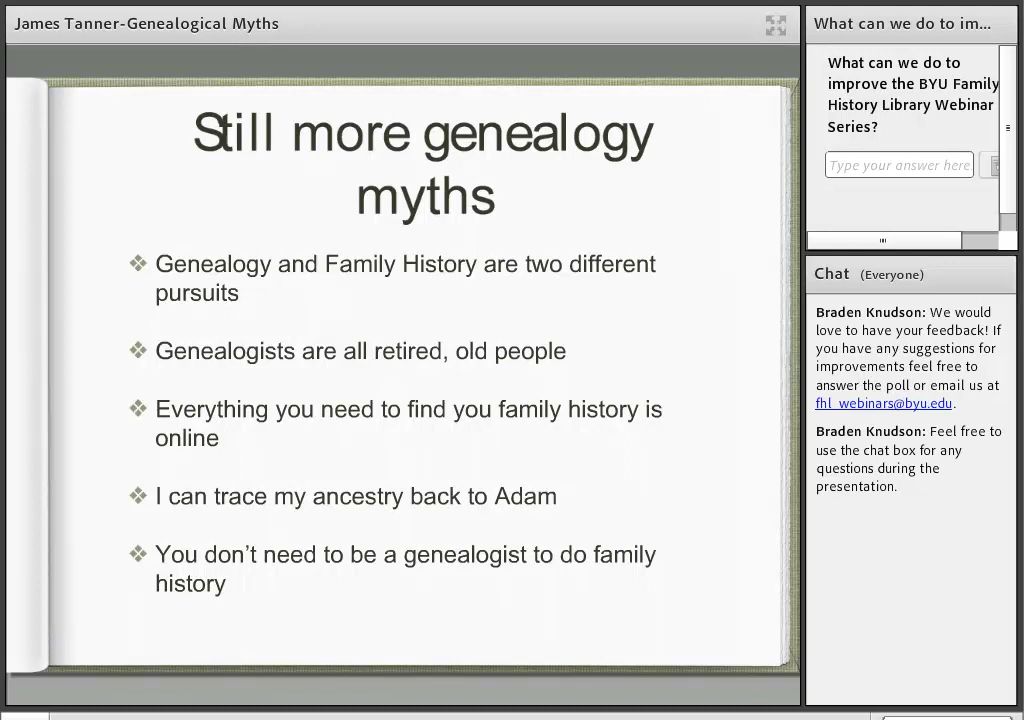 James Tanner-Genealogical Myths
Still more genealogy
myths
Genealogy and Family History are two different
pursuits
Genealogists are all retired, old people
Everything you need to find you family history is
online
I can trace my ancestry back to Adam
You don't need to be a genealogist to do family
history
What can we do to im...
What can we do to
improve the BYU Family
History Library Webinar
Series?
Type your answer here
Chat (Everyone)
Braden Knudson: We would
love to have your feedback! If
you have any suggestions for
improvements feel free to
answer the poll or email us at
fhl_webinars@byu.edu.
Braden Knudson: Feel free to
use the chat box for any
questions during the
presentation.